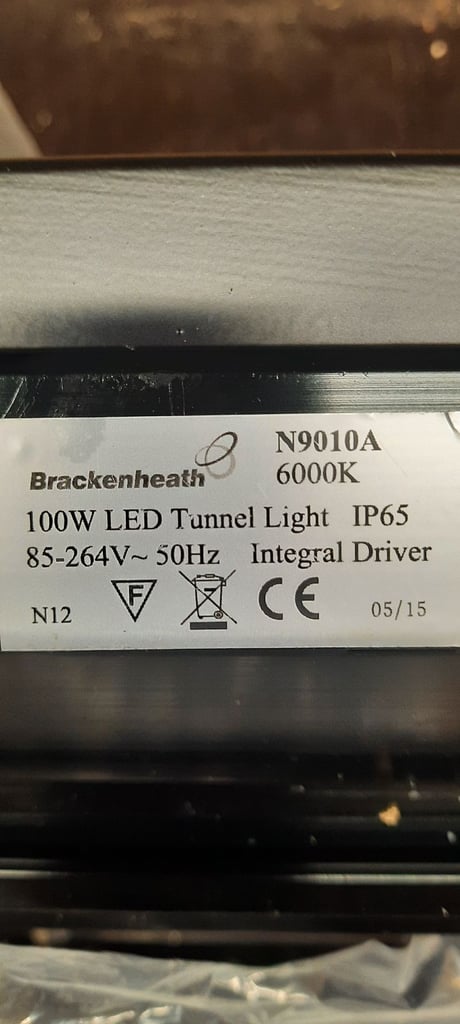 Brackenheath
N9010A
6000K
100W LED Tunnel Light IP65
85-264V~ 50Hz Integral Driver
N12 F CE 05/15